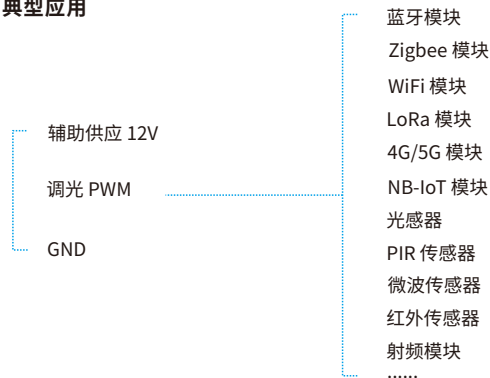 典型应用
辅助供应 12V
调光 PWM
GND
蓝牙模块
Zigbee 模块
WiFi 模块
LoRa 模块
4G/5G 模块
NB-IoT 模块
光感器
PIR 传感器
微波传感器
红外传感器
射频模块
......